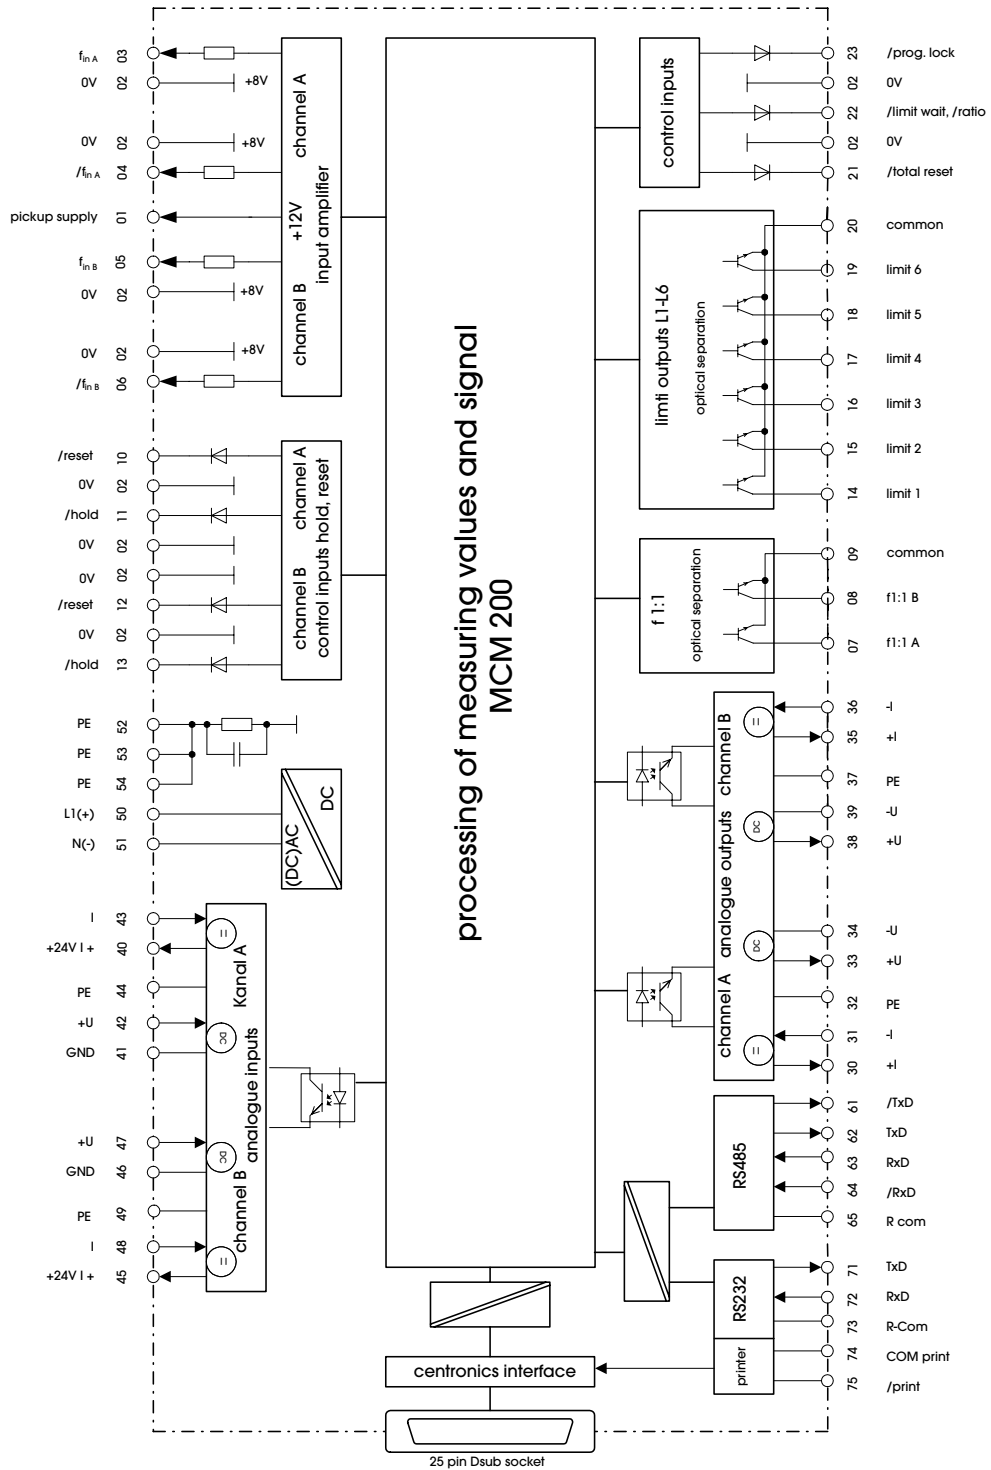 f in A 03
0V 02 +8V
0V 02 +8V
/f in A 04
pickup supply 01
f in B 05
0V 02 +8V
0V 02 +8V
/f in B 06
channel B +12V channel A
input amplifier
/reset 10
0V 02
/hold 11
0V 02
0V 02
/reset 12
0V 02
/hold 13
channel B channel A
control inputs hold, reset
PE 52
PE 53
PE 54
L1(+) 50
N(-) 51
(DC)AC
DC
I 43
+24V I + 40
PE 44
+U 42
GND 41
+U 47
GND 46
PE 49
I 48
+24V I + 45
=
DC
DC
=
channel B Kanal A
analogue inputs
processing of measuring values and signal
MCM 200
control inputs
23 /prog. lock
02 0V
22 /limit wait, /ratio
02 0V
21 /total reset
limti outputs L1-L6
optical separation
20 common
19 limit 6
18 limit 5
17 limit 4
16 limit 3
15 limit 2
14 limit 1
f 1:1
optical separation
09 common
08 f1:1 B
07 f1:1 A
channel A analogue outputs channel B
=
DC
DC
=
36 -I
35 +I
37 PE
39 -U
38 +U
34 -U
33 +U
32 PE
31 -I
30 +I
RS485
61 /TxD
62 TxD
63 RxD
64 /RxD
65 R com
RS232
71 TxD
72 RxD
73 R-Com
printer
74 COM print
75 /print
centronics interface
25 pin Dsub socket